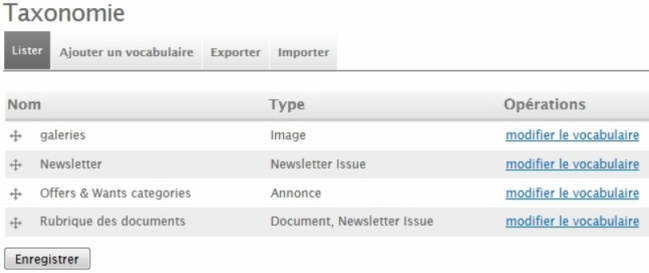 Taxonomie
Lister Ajouter un vocabulaire Exporter Importer
Nom Type Opérations
galeries Image modifier le vocabulaire
Newsletter Newsletter Issue modifier le vocabulaire
Offers & Wants categories Annonce modifier le vocabulaire
Rubrique des documents Document, Newsletter Issue modifier le vocabulaire
Enregistrer